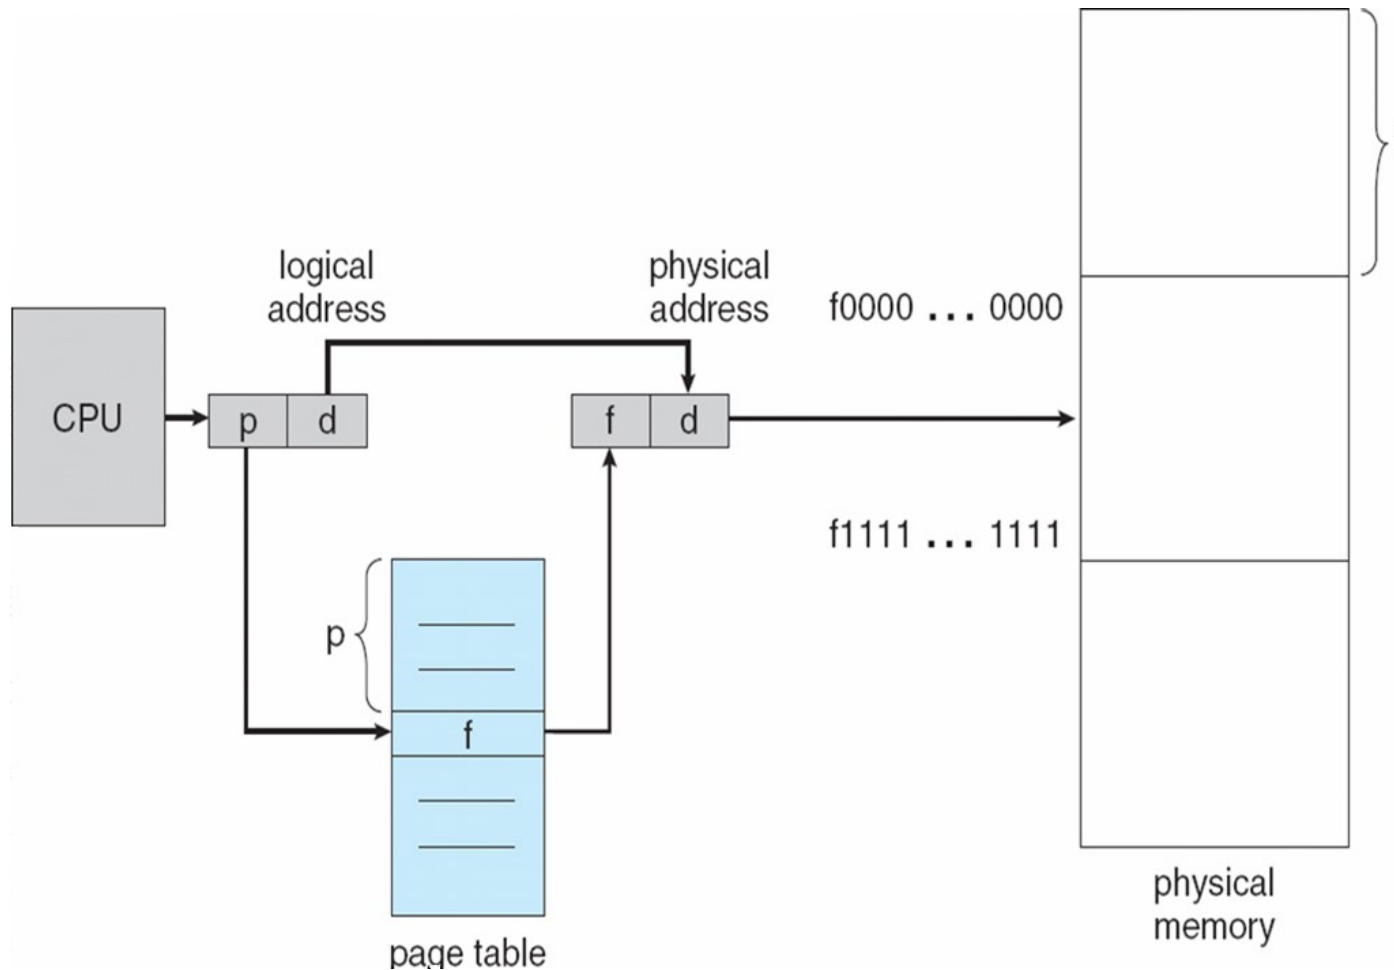 logical
address
physical
address
f0000 ... 0000
CPU
p
d
f
d
f1111 ... 1111
p
f
page table
physical
memory